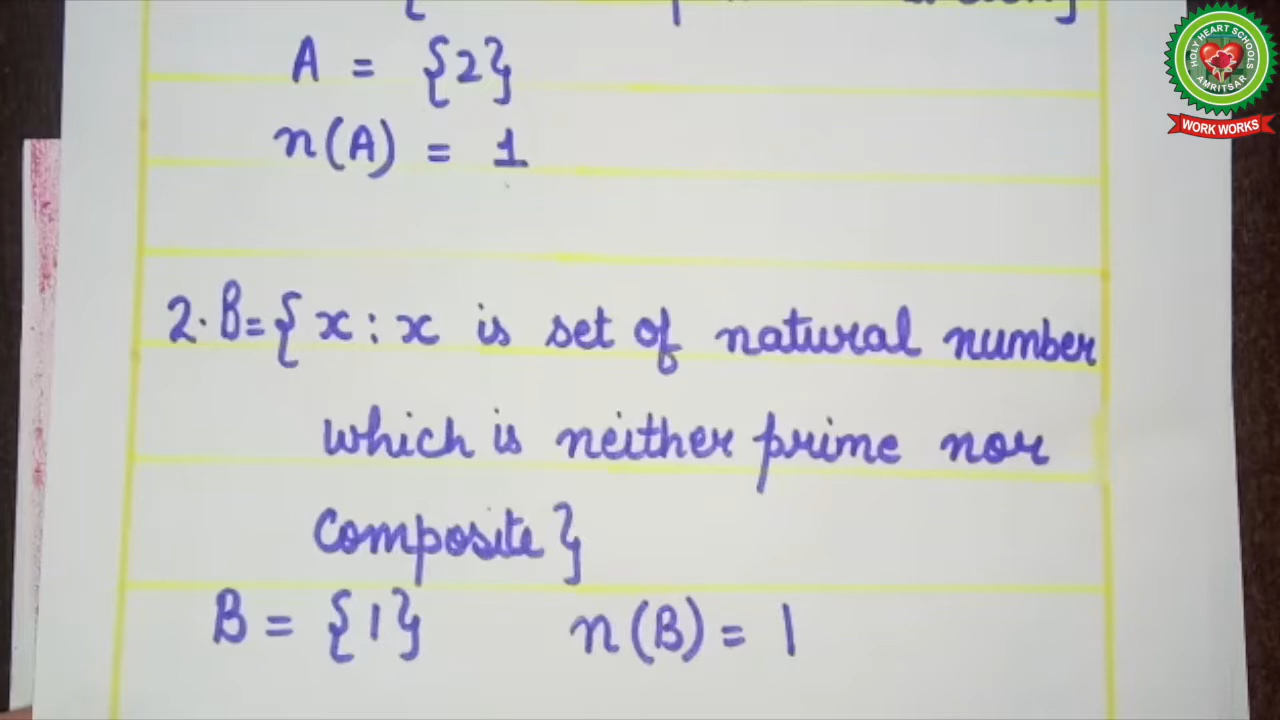 A = {2}
n(A) = 1
2. B = { x : x is set of natural number
which is neither prime nor
composite }
B = {1} n(B) = 1
HOLY HEART SCHOOLS
AMRITSAR
WORK WORKS